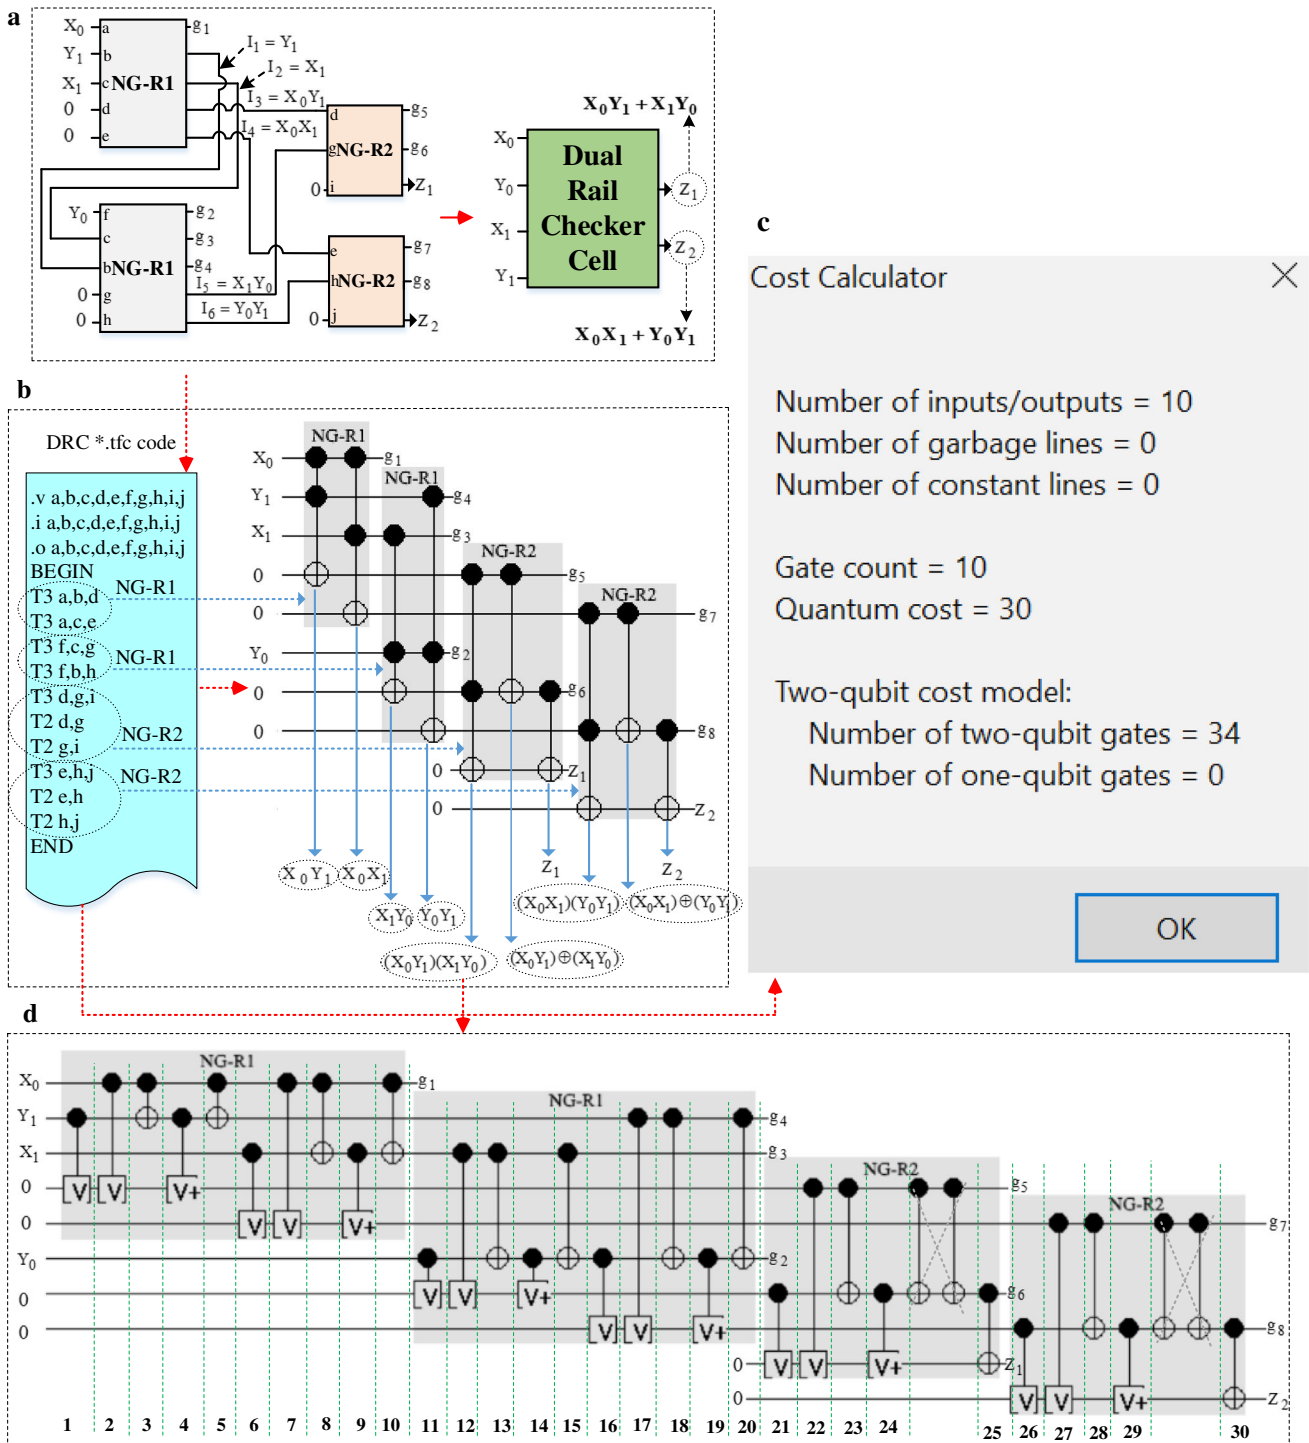 a
X₀
a
g₁
Y₁
b
I₁ = Y₁
I₂ = X₁
X₁
c
NG-R1
0
d
I₃ = X₀Y₁
0
e
I₄ = X₀X₁
d
g₅
g
NG-R2
g₆
0
i
Z₁
Y₀
f
g₂
c
g₃
b
NG-R1
g₄
0
g
I₅ = X₁Y₀
0
h
I₆ = Y₀Y₁
e
g₇
h
NG-R2
g₈
0
j
Z₂
X₀Y₁ + X₁Y₀
X₀
Y₀
X₁
Y₁
Dual
Rail
Checker
Cell
Z₁
Z₂
X₀X₁ + Y₀Y₁
b
DRC *.tfc code
.v a,b,c,d,e,f,g,h,i,j
.i a,b,c,d,e,f,g,h,i,j
.o a,b,c,d,e,f,g,h,i,j
BEGIN
T3 a,b,d
T3 a,c,e
T3 f,c,g
T3 f,b,h
T3 d,g,i
T2 d,g
T2 g,i
T3 e,h,j
T2 e,h
T2 h,j
END
NG-R1
NG-R1
NG-R2
NG-R2
NG-R1
X₀
g₁
NG-R1
Y₁
g₄
X₁
g₃
NG-R2
0
g₅
NG-R2
0
g₇
Y₀
g₂
0
g₆
0
g₈
0
Z₁
0
Z₂
X₀Y₁
X₀X₁
Z₁
Z₂
X₁Y₀
Y₀Y₁
(X₀X₁)(Y₀Y₁)
(X₀X₁)⊕(Y₀Y₁)
(X₀Y₁)(X₁Y₀)
(X₀Y₁)⊕(X₁Y₀)
c
Cost Calculator
Number of inputs/outputs = 10
Number of garbage lines = 0
Number of constant lines = 0
Gate count = 10
Quantum cost = 30
Two-qubit cost model:
Number of two-qubit gates = 34
Number of one-qubit gates = 0
OK
d
NG-R1
X₀
g₁
NG-R1
Y₁
g₄
X₁
g₃
NG-R2
0
V
V
V+
g₅
NG-R2
0
V
V
V+
g₇
Y₀
g₂
0
V
V
V+
g₆
0
V
V
V+
g₈
0
V
V
V+
Z₁
0
V
V
V+
Z₂
1 2 3 4 5 6 7 8 9 10 11 12 13 14 15 16 17 18 19 20 21 22 23 24 25 26 27 28 29 30